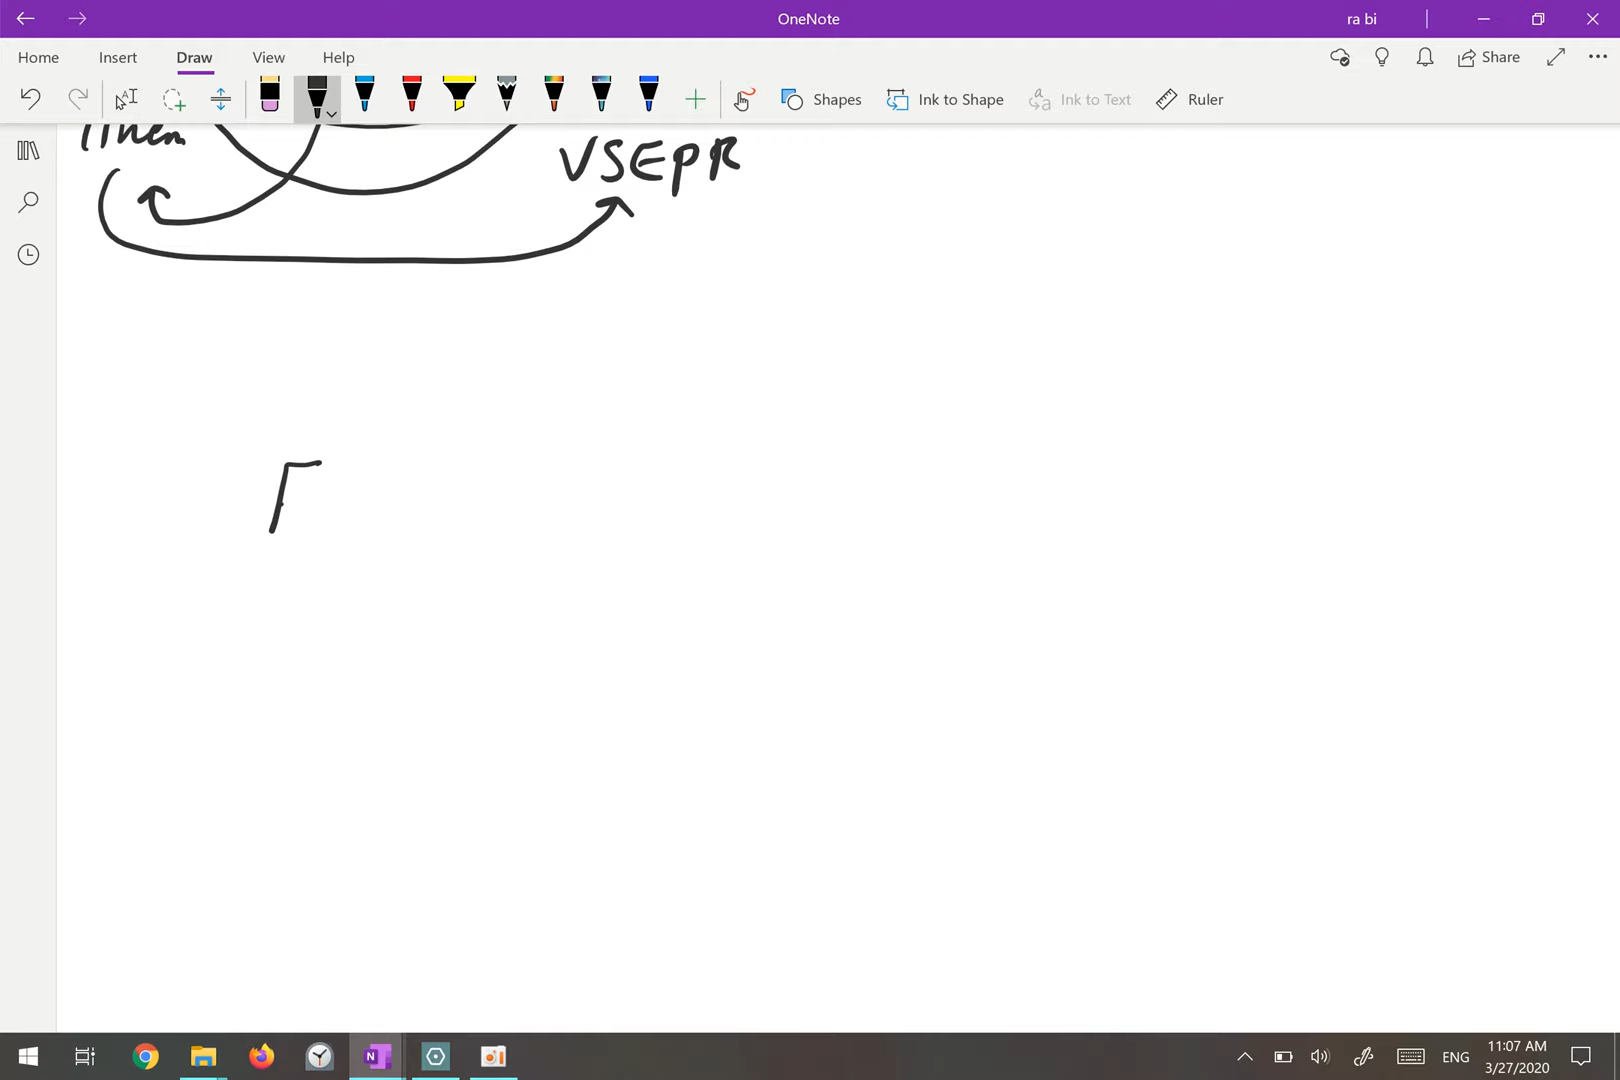 OneNote
ra bi
Home Insert Draw View Help
Share
Shapes Ink to Shape Ink to Text Ruler
VSEPR
ENG
11:07 AM
3/27/2020